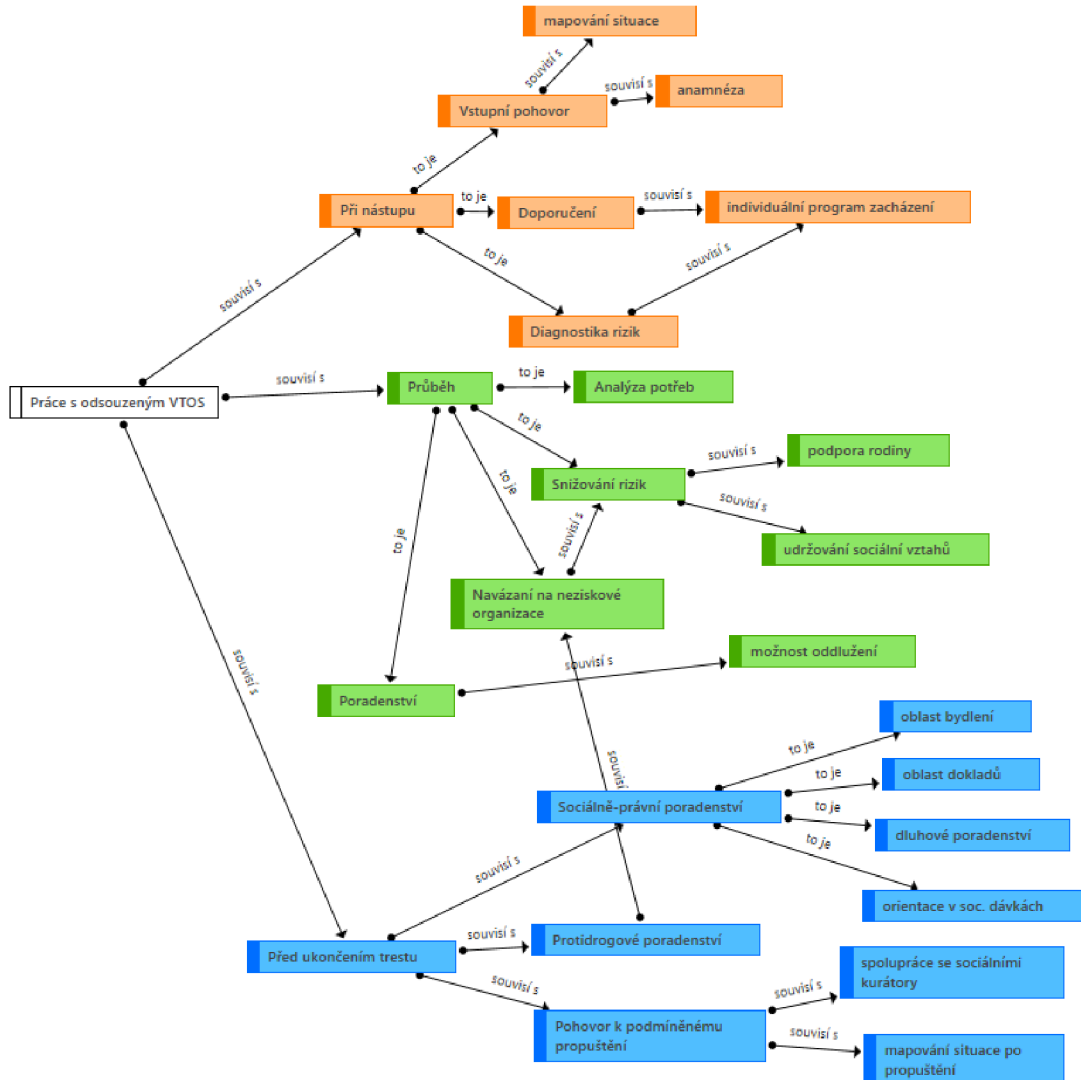 mapování situace
souvisí s
souvisí s
anamnéza
Vstupní pohovor
to je
to je
souvisí s
Při nástupu
Doporučení
individuální program zacházení
to je
souvisí s
souvisí s
Diagnostika rizik
souvisí s
Průběh
to je
Analýza potřeb
Práce s odsouzeným VTOS
to je
souvisí s
podpora rodiny
to je
Snižování rizik
souvisí s
to je
souvisí s
udržování sociální vztahů
Navázaní na neziskové
organizace
souvisí s
souvisí s
možnost oddlužení
Poradenství
oblast bydlení
to je
souvisí
to je
oblast dokladů
Sociálně-právní poradenství
to je
dluhové poradenství
to je
souvisí s
orientace v soc. dávkách
souvisí s
Protidrogové poradenství
Před ukončením trestu
spolupráce se sociálními
kurátory
souvisí s
souvisí s
Pohovor k podmíněnému
propuštění
souvisí s
mapování situace po
propuštění